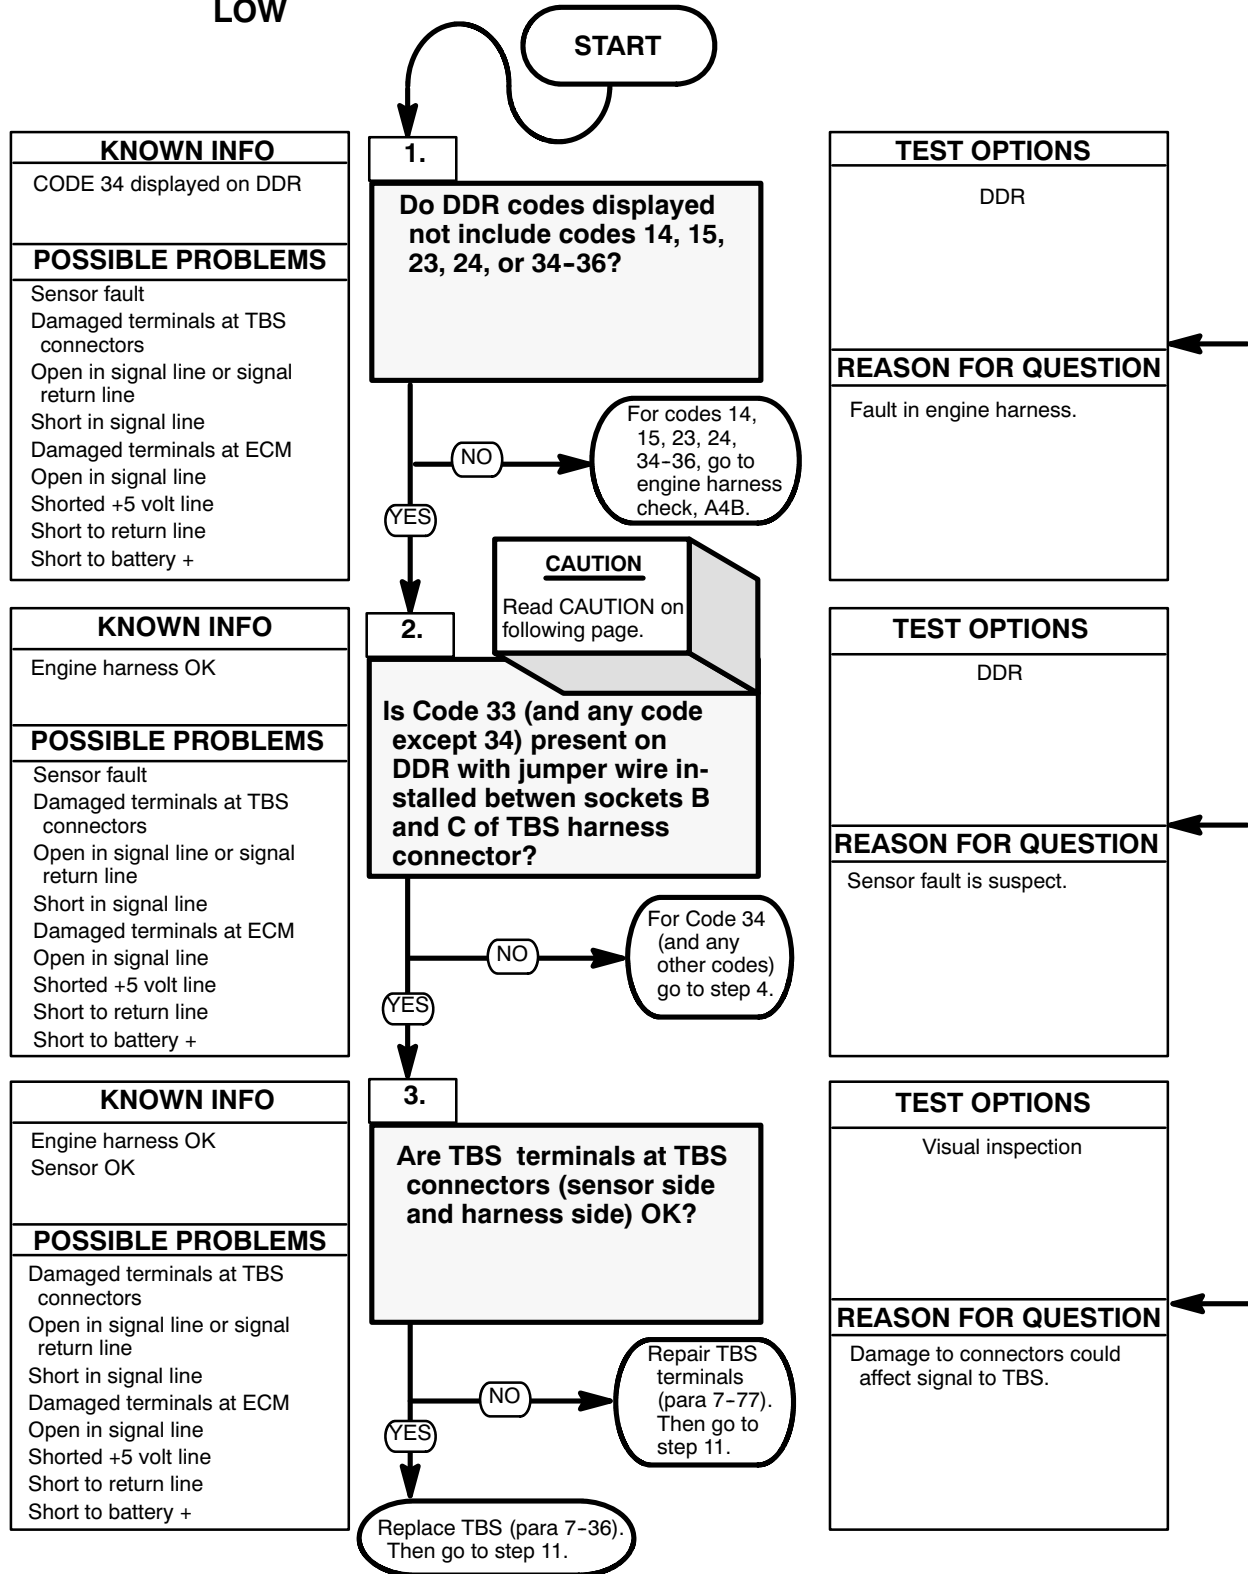 LOW
START
KNOWN INFO
CODE 34 displayed on DDR
POSSIBLE PROBLEMS
Sensor fault
Damaged terminals at TBS
connectors
Open in signal line or signal
return line
Short in signal line
Damaged terminals at ECM
Open in signal line
Shorted +5 volt line
Short to return line
Short to battery +
1.
Do DDR codes displayed
not include codes 14, 15,
23, 24, or 34-36?
NO
For codes 14,
15, 23, 24,
34-36, go to
engine harness
check, A4B.
YES
TEST OPTIONS
DDR
REASON FOR QUESTION
Fault in engine harness.
KNOWN INFO
Engine harness OK
POSSIBLE PROBLEMS
Sensor fault
Damaged terminals at TBS
connectors
Open in signal line or signal
return line
Short in signal line
Damaged terminals at ECM
Open in signal line
Shorted +5 volt line
Short to return line
Short to battery +
CAUTION
Read CAUTION on
following page.
2.
Is Code 33 (and any code
except 34) present on
DDR with jumper wire in-
stalled betwen sockets B
and C of TBS harness
connector?
NO
For Code 34
(and any
other codes)
go to step 4.
YES
TEST OPTIONS
DDR
REASON FOR QUESTION
Sensor fault is suspect.
KNOWN INFO
Engine harness OK
Sensor OK
POSSIBLE PROBLEMS
Damaged terminals at TBS
connectors
Open in signal line or signal
return line
Short in signal line
Damaged terminals at ECM
Open in signal line
Shorted +5 volt line
Short to return line
Short to battery +
3.
Are TBS terminals at TBS
connectors (sensor side
and harness side) OK?
NO
Repair TBS
terminals
(para 7-77).
Then go to
step 11.
YES
Replace TBS (para 7-36).
Then go to step 11.
TEST OPTIONS
Visual inspection
REASON FOR QUESTION
Damage to connectors could
affect signal to TBS.